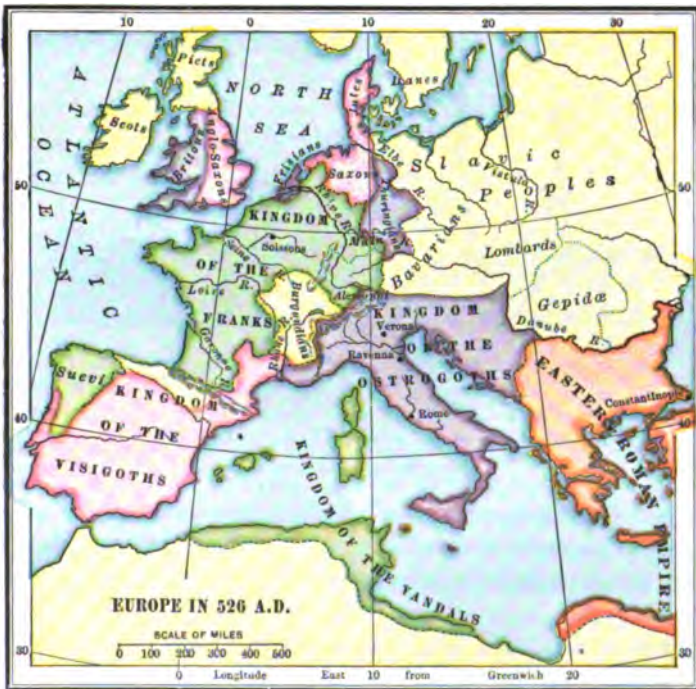 10 0 10 20 30
ATLANTIC
OCEAN
NORTH
SEA
Picts
Scots
Britons
Anglo-Saxons
Jutes
Danes
Frisians
Saxons
Elbe R.
Slavic
Peoples
Vistula R.
Thuringians
50
50
KINGDOM
OF THE
FRANKS
Rhine R.
Main
Soissons
Seine R.
Loire R.
Garonne R.
Burgundians
Rhone R.
Alemanni
Bavarians
Lombards
Gepidæ
Danube R.
KINGDOM
OF THE
OSTROGOTHS
Verona
Ravenna
Rome
EASTERN ROMAN EMPIRE
Constantinople
Suevi
KINGDOM
OF THE
VISIGOTHS
40
40
KINGDOM OF THE VANDALS
EUROPE IN 526 A.D.
SCALE OF MILES
0 100 200 300 400 500
30
30
0 Longitude East 10 from Greenwich 20